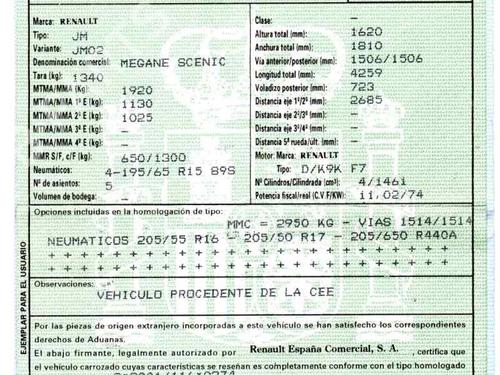 Marca: RENAULT Clase: –
Tipo: JM Altura total (mm): 1620
Variante: JM02 Anchura total (mm): 1810
Denominación comercial: MEGANE SCENIC Via anterior/posterior (mm): 1506/1506
Tara (kg): 1340 Longitud total (mm): 4259
MTMA/MMA (Kg): 1920 Voladizo posterior (mm): 723
MTMA/MMA 1º E (kg): 1130 Distancia eje 1º/2º (mm): 2685
MTMA/MMA 2º E (kg): 1025 Distancia eje 2º/3º (mm): –
MTMA/MMA 3º E (kg): – Distancia eje 3º/4º (mm): –
MTMA/MMA 4º E (kg): – Distancia 5ª rueda/ult. (mm): –
MMR S/F, c/F (kg): 650/1300 Motor: Marca: RENAULT
Neumáticos: 4-195/65 R15 89S Tipo: D/K9K F7
Nº de asientos: 5 Nº Cilindros/Cilindrada (cm³): 4/1461
Volumen de bodega: – Potencia fiscal/real (C.V F/KW): 11,02/74
Opciones incluidas en la homologación de tipo: MMC = 2950 KG - VIAS 1514/1514
NEUMATICOS 205/55 R16 - 205/50 R17 - 205/650 R440A
+ + + + + + + + + + + + + + + + + + + + + + + + + + + + +
+ + + + + + + + + + + + + + + + + + + + + + + + + + + + +
Observaciones:
VEHICULO PROCEDENTE DE LA CEE
Por las piezas de origen extranjero incorporadas a este vehículo se han satisfecho los correspondientes
derechos de Aduanas.
El abajo firmante, legalmente autorizado por Renault España Comercial, S. A. , certifica que
el vehículo carrozado cuyas características se reseñan es completamente conforme con el tipo homologado
EJEMPLAR PARA EL USUARIO